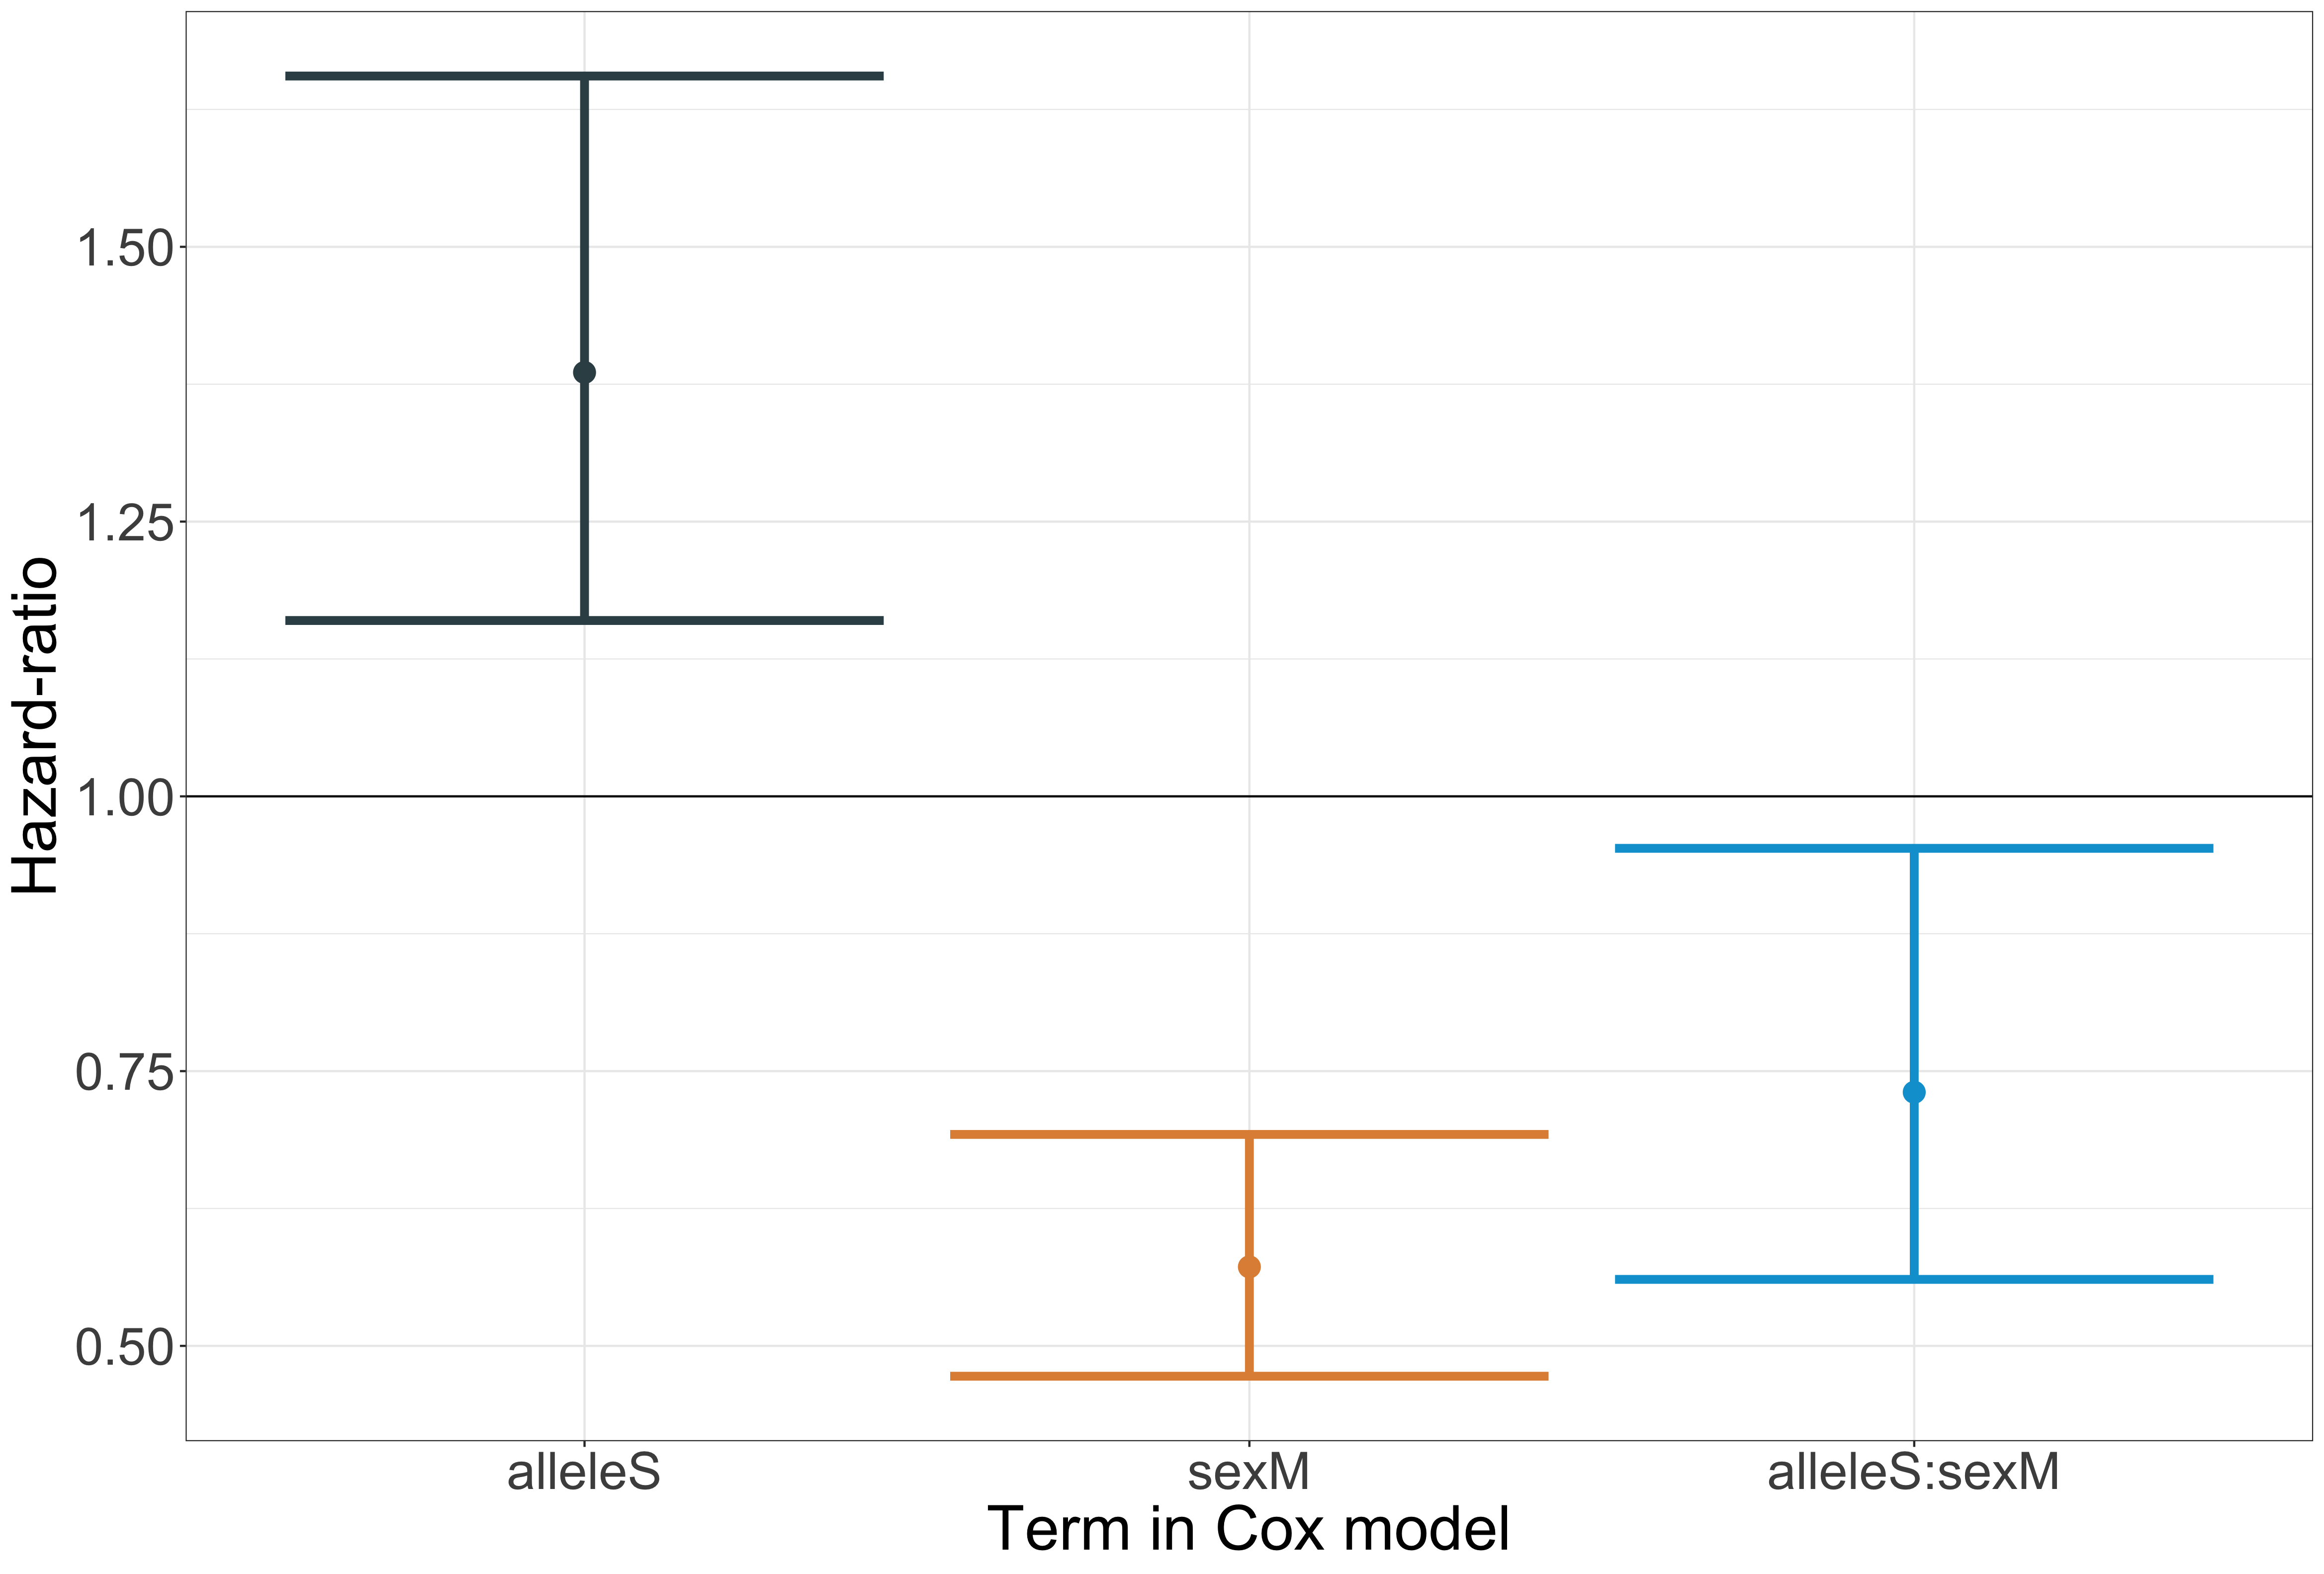 Hazard-ratio
1.50
1.25
1.00
0.75
0.50
alleleS
sexM
alleleS:sexM
Term in Cox model